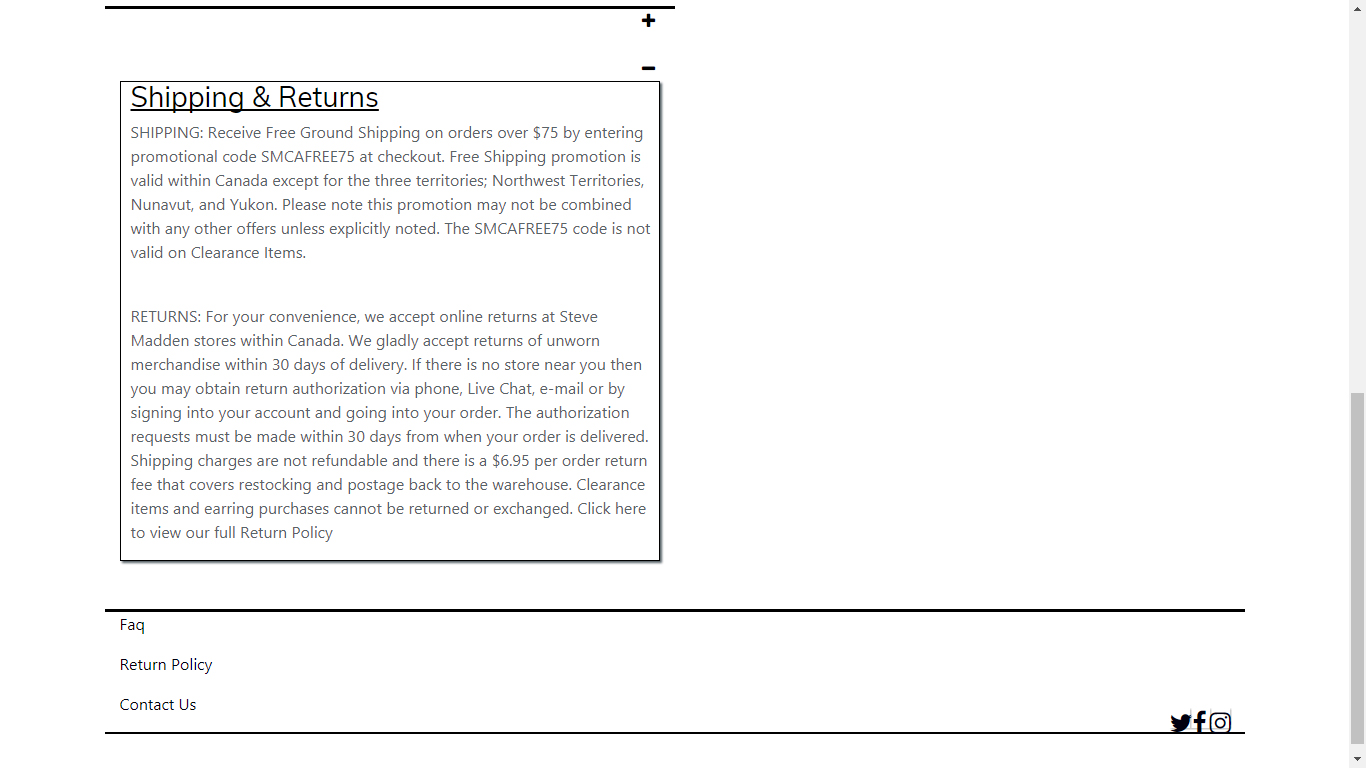 Shipping & Returns
SHIPPING: Receive Free Ground Shipping on orders over $75 by entering
promotional code SMCAFREE75 at checkout. Free Shipping promotion is
valid within Canada except for the three territories; Northwest Territories,
Nunavut, and Yukon. Please note this promotion may not be combined
with any other offers unless explicitly noted. The SMCAFREE75 code is not
valid on Clearance Items.
RETURNS: For your convenience, we accept online returns at Steve
Madden stores within Canada. We gladly accept returns of unworn
merchandise within 30 days of delivery. If there is no store near you then
you may obtain return authorization via phone, Live Chat, e-mail or by
signing into your account and going into your order. The authorization
requests must be made within 30 days from when your order is delivered.
Shipping charges are not refundable and there is a $6.95 per order return
fee that covers restocking and postage back to the warehouse. Clearance
items and earring purchases cannot be returned or exchanged. Click here
to view our full Return Policy
Faq
Return Policy
Contact Us